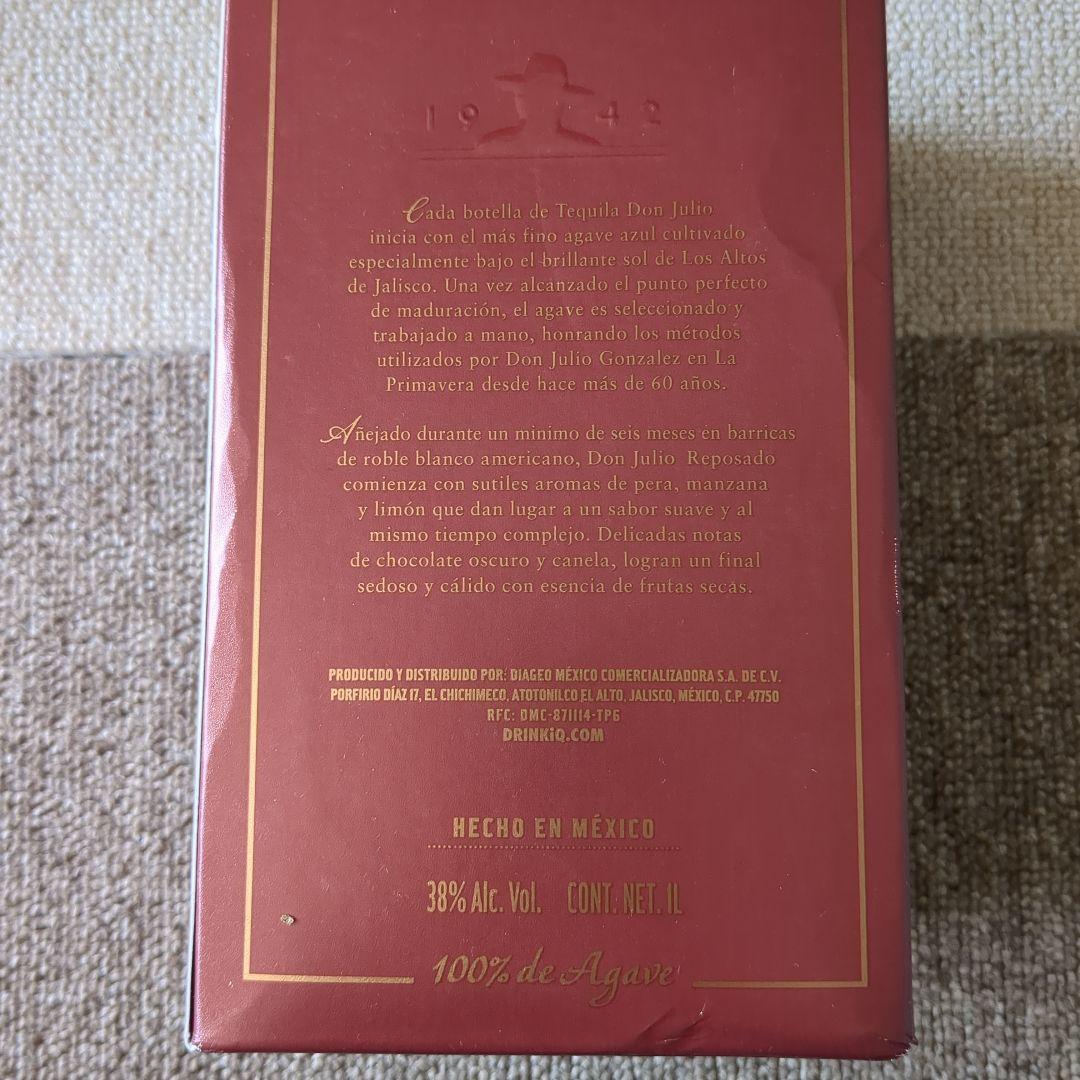 1942
Cada botella de Tequila Don Julio
inicia con el más fino agave azul cultivado
especialmente bajo el brillante sol de Los Altos
de Jalisco. Una vez alcanzado el punto perfecto
de maduración, el agave es seleccionado y
trabajado a mano, honrando los métodos
utilizados por Don Julio Gonzalez en La
Primavera desde hace más de 60 años.
Añejado durante un minimo de seis meses en barricas
de roble blanco americano, Don Julio Reposado
comienza con sutiles aromas de pera, manzana
y limón que dan lugar a un sabor suave y al
mismo tiempo complejo. Delicadas notas
de chocolate oscuro y canela, logran un final
sedoso y cálido con esencia de frutas secas.
PRODUCIDO Y DISTRIBUIDO POR: DIAGEO MÉXICO COMERCIALIZADORA S.A. DE C.V.
PORFIRIO DÍAZ 17, EL CHICHIMECO, ATOTONILCO EL ALTO, JALISCO, MÉXICO, C.P. 47750
RFC: DMC-871114-TP6
DRINKiQ.COM
HECHO EN MÉXICO
38% Alc. Vol. CONT. NET. 1L
100% de Agave